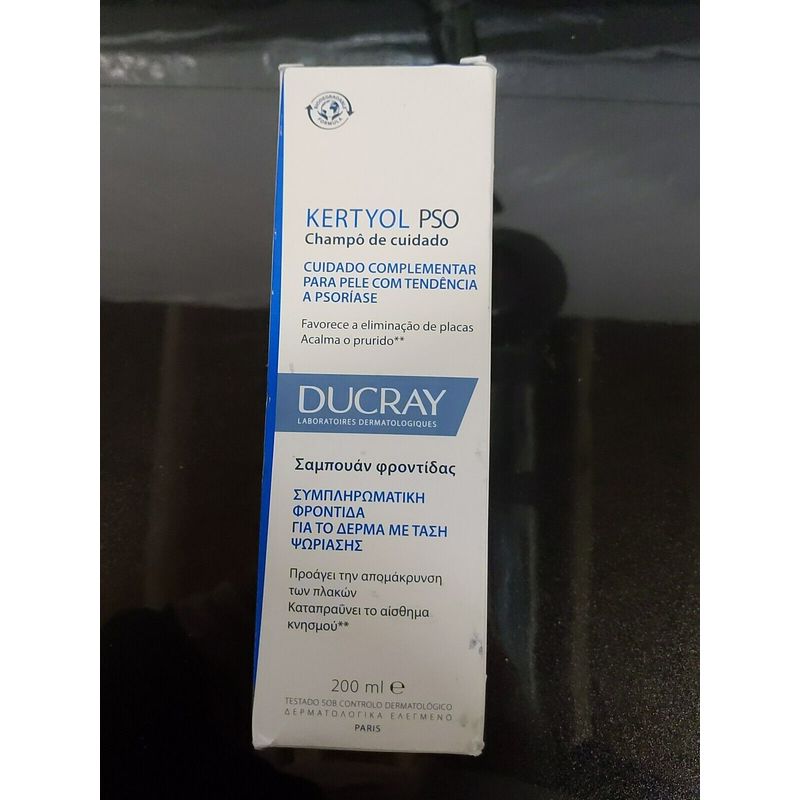 BIODEGRADABLE
FORMULA
KERTYOL PSO
Champô de cuidado
CUIDADO COMPLEMENTAR
PARA PELE COM TENDÊNCIA
A PSORÍASE
Favorece a eliminação de placas
Acalma o prurido**
DUCRAY
LABORATOIRES DERMATOLOGIQUES
Σαμπουάν φροντίδας
ΣΥΜΠΛΗΡΩΜΑΤΙΚΗ
ΦΡΟΝΤΙΔΑ
ΓΙΑ ΤΟ ΔΕΡΜΑ ΜΕ ΤΑΣΗ
ΨΩΡΙΑΣΗΣ
Προάγει την απομάκρυνση
των πλακών
Καταπραΰνει το αίσθημα
κνησμού**
200 ml ℮
TESTADO SOB CONTROLO DERMATOLÓGICO
ΔΕΡΜΑΤΟΛΟΓΙΚΑ ΕΛΕΓΜΕΝΟ
PARIS